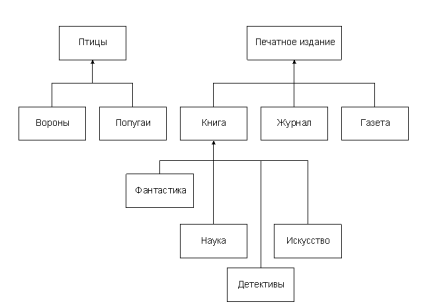 Птицы
Печатное издание
Вороны
Попугаи
Книга
Журнал
Газета
Фантастика
Наука
Искусство
Детективы